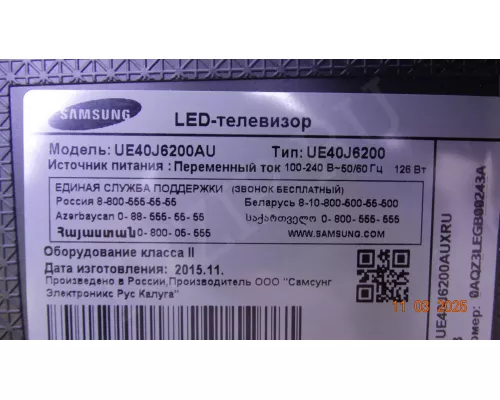 SAMSUNG
LED-телевизор
Модель: UE40J6200AU Тип: UE40J6200
Источник питания : Переменный ток 100-240 В~50/60 Гц 126 Вт
ЕДИНАЯ СЛУЖБА ПОДДЕРЖКИ (ЗВОНОК БЕСПЛАТНЫЙ)
Россия 8-800-555-55-55 Беларусь 8-10-800-500-55-500
Azərbaycan 0- 88- 555- 55- 55 საქართველო 0- 800- 555- 555
Հայաստան 0- 800- 05- 555 WWW.SAMSUNG.COM
Оборудование класса II
Дата изготовления: 2015.11.
Произведено в России,Производитель ООО "Самсунг
Электроникс Рус Калуга"
UE40J6200AUXRU
0AQZ3LEGB00243A
11 03 2025